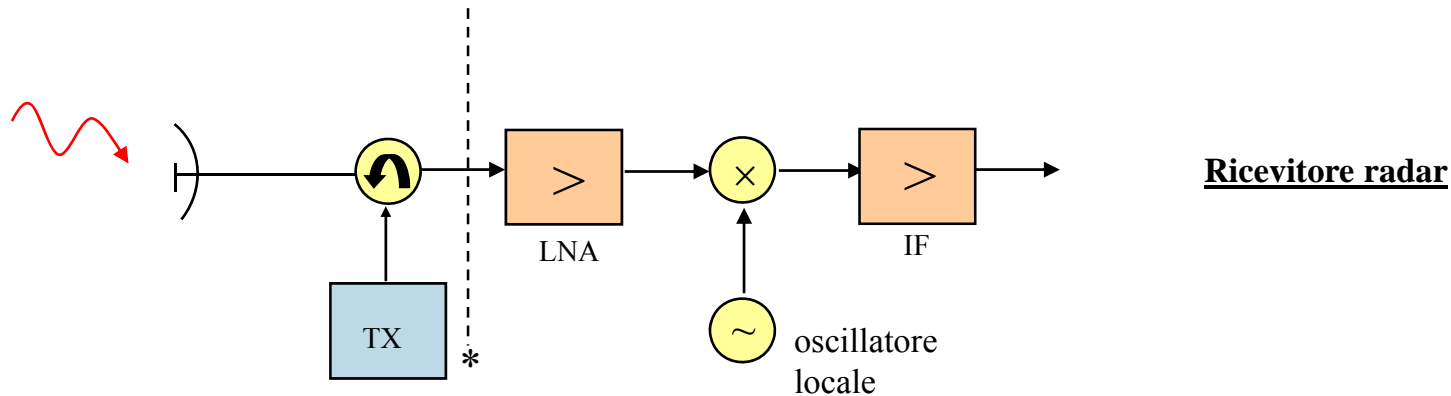 Ricevitore radar
>
×
>
LNA
IF
TX
*
~
oscillatore
locale